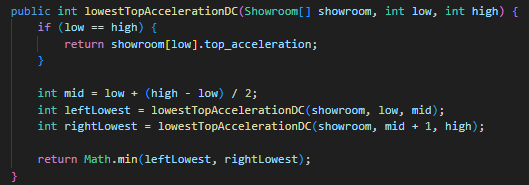 public int lowestTopAccelerationDC(Showroom[] showroom, int low, int high) {
    if (low == high) {
        return showroom[low].top_acceleration;
    }

    int mid = low + (high - low) / 2;
    int leftLowest = lowestTopAccelerationDC(showroom, low, mid);
    int rightLowest = lowestTopAccelerationDC(showroom, mid + 1, high);

    return Math.min(leftLowest, rightLowest);
}